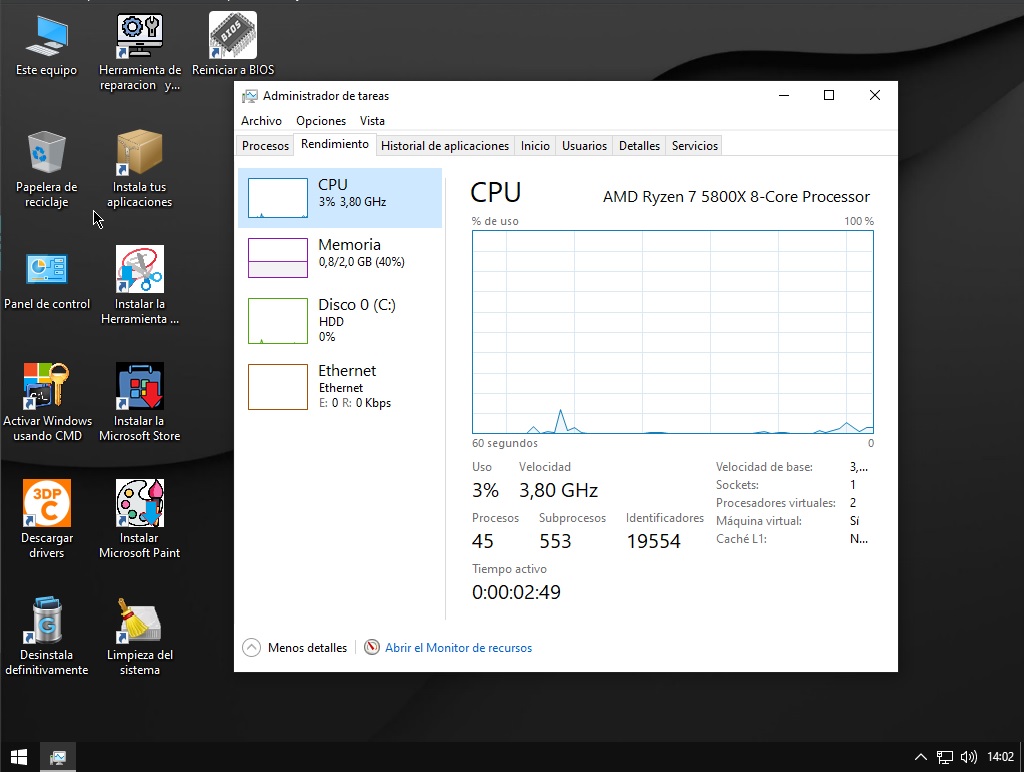 Este equipo
Herramienta de
reparacion y...
BIOS
Reiniciar a BIOS
Papelera de
reciclaje
Instala tus
aplicaciones
Panel de control
Instalar la
Herramienta ...
Activar Windows
usando CMD
Instalar la
Microsoft Store
3DP
C
Descargar
drivers
Instalar
Microsoft Paint
G
Desinstala
definitivamente
Limpieza del
sistema
Administrador de tareas
Archivo Opciones Vista
Procesos Rendimiento Historial de aplicaciones Inicio Usuarios Detalles Servicios
CPU
3% 3,80 GHz
Memoria
0,8/2,0 GB (40%)
Disco 0 (C:)
HDD
0%
Ethernet
Ethernet
E: 0 R: 0 Kbps
CPU AMD Ryzen 7 5800X 8-Core Processor
% de uso 100 %
60 segundos 0
Uso Velocidad
3% 3,80 GHz
Procesos Subprocesos Identificadores
45 553 19554
Tiempo activo
0:00:02:49
Velocidad de base: 3,...
Sockets: 1
Procesadores virtuales: 2
Máquina virtual: Sí
Caché L1: N...
Menos detalles Abrir el Monitor de recursos
14:02